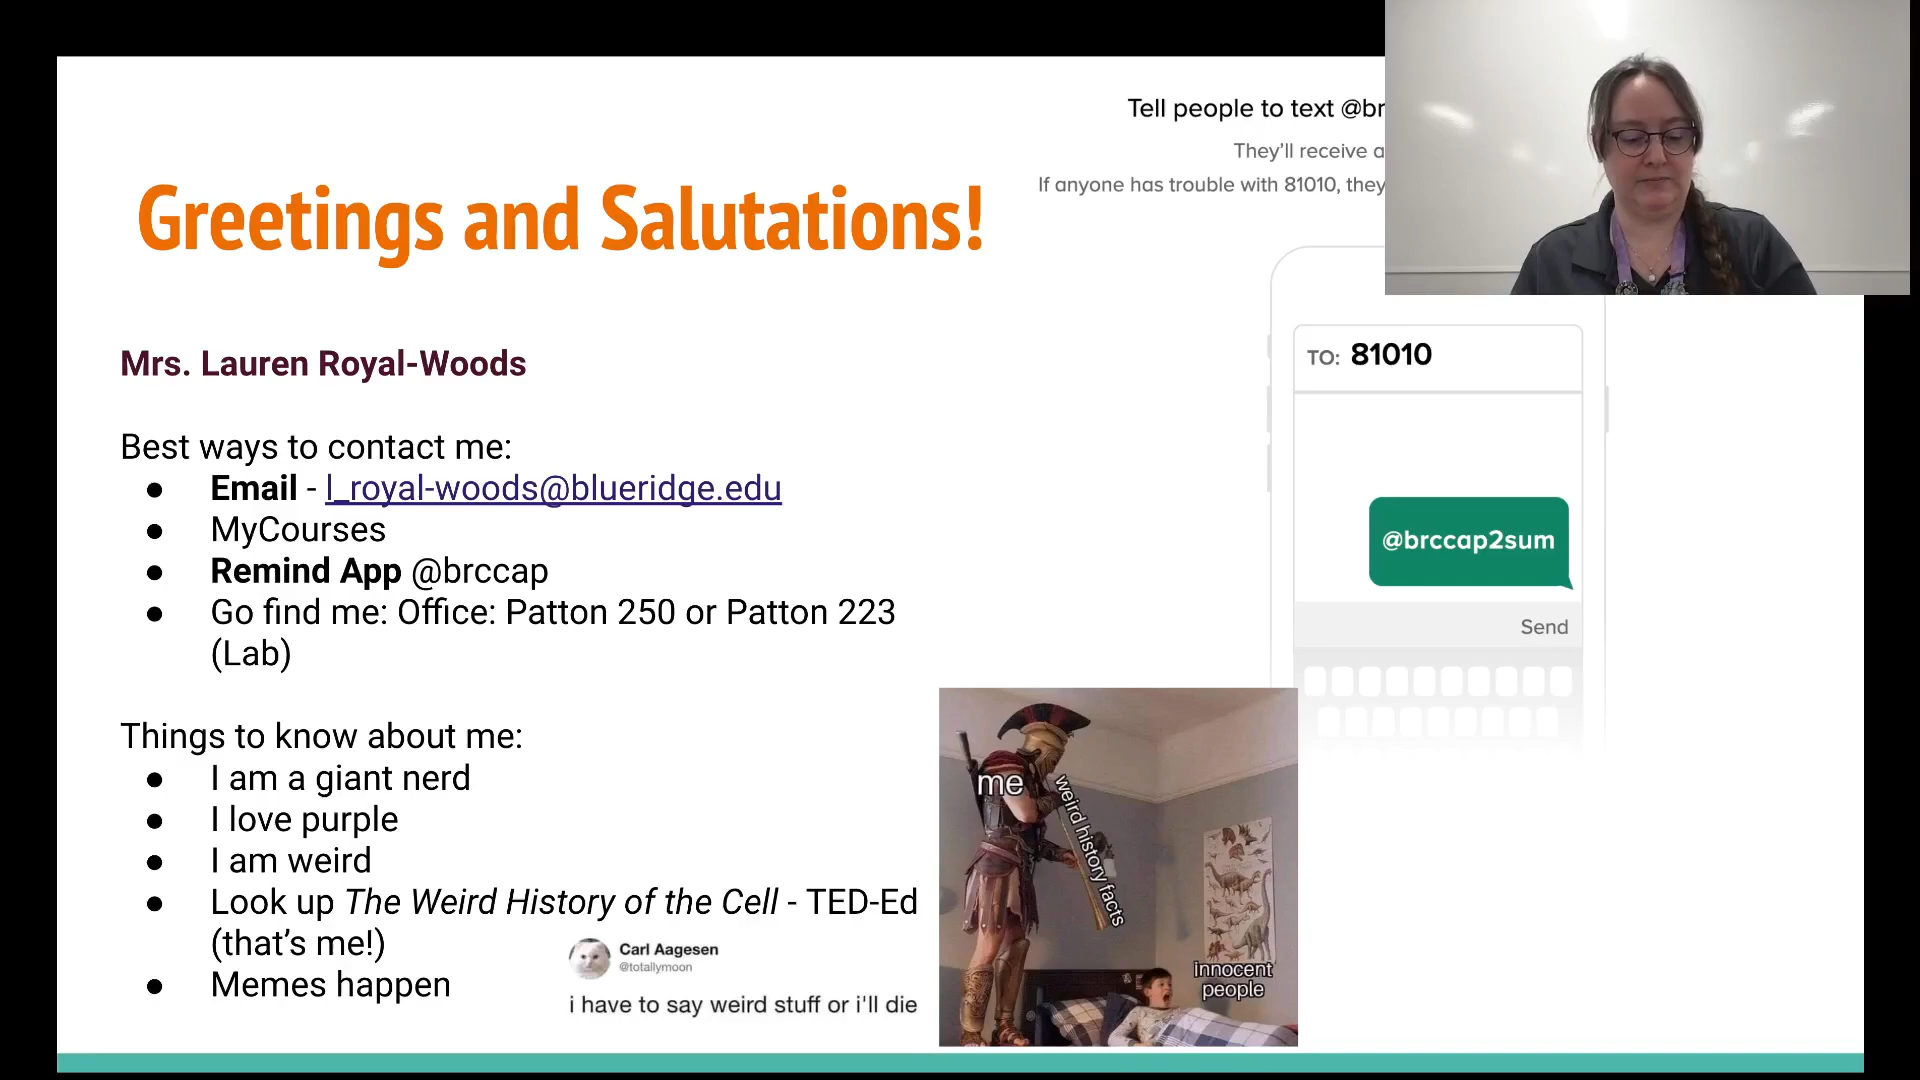 Tell people to text @br
They'll receive a
If anyone has trouble with 81010, they
Greetings and Salutations!
Mrs. Lauren Royal-Woods
Best ways to contact me:
● Email - l_royal-woods@blueridge.edu
● MyCourses
● Remind App @brccap
● Go find me: Office: Patton 250 or Patton 223
(Lab)
Things to know about me:
● I am a giant nerd
● I love purple
● I am weird
● Look up The Weird History of the Cell - TED-Ed
(that's me!)
● Memes happen
Carl Aagesen
@totallymoon
i have to say weird stuff or i'll die
me
weird history facts
innocent
people
TO: 81010
@brccap2sum
Send